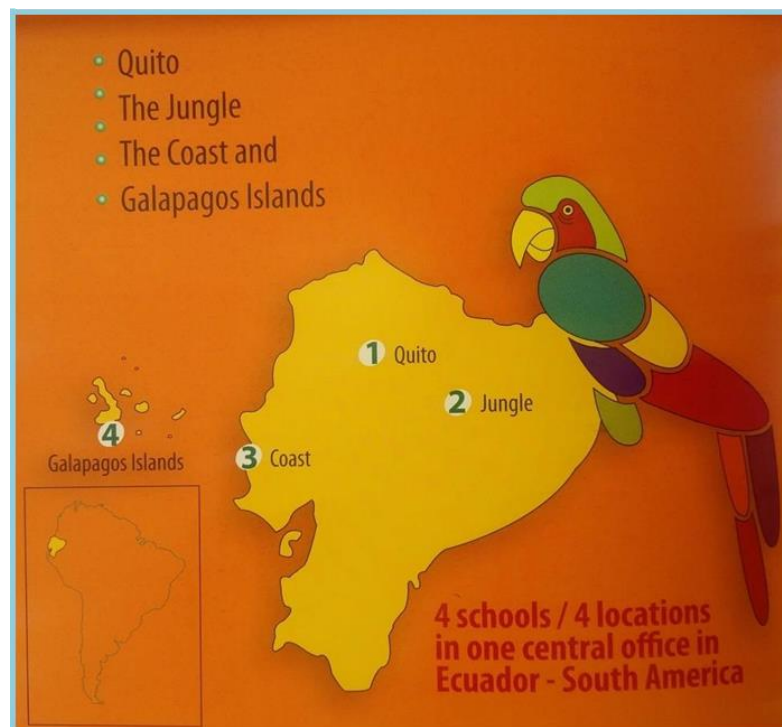 Quito
The Jungle
The Coast and
Galapagos Islands
1 Quito
2 Jungle
4
Galapagos Islands
3 Coast
4 schools / 4 locations
in one central office in
Ecuador - South America